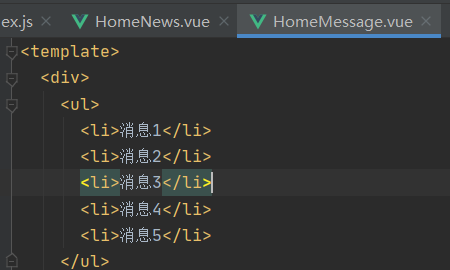 ex.js HomeNews.vue HomeMessage.vue
<template>
<div>
<ul>
<li>消息1</li>
<li>消息2</li>
<li>消息3</li>
<li>消息4</li>
<li>消息5</li>
</ul>